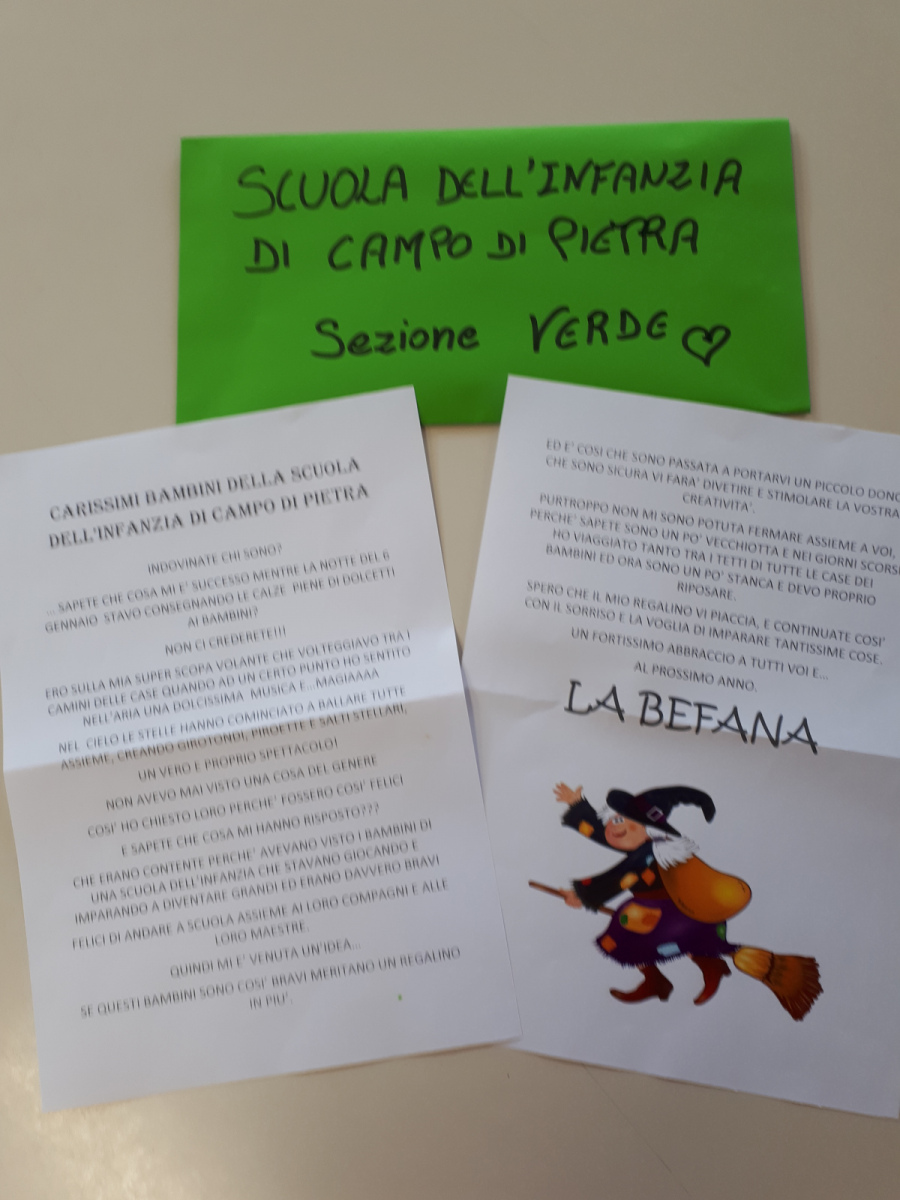 SCUOLA DELL'INFANZIA
DI CAMPO DI PIETRA
Sezione VERDE
CARISSIMI BAMBINI DELLA SCUOLA
DELL'INFANZIA DI CAMPO DI PIETRA
INDOVINATE CHI SONO?
... SAPETE CHE COSA MI E' SUCCESSO MENTRE LA NOTTE DEL 6
GENNAIO STAVO CONSEGNANDO LE CALZE PIENE DI DOLCETTI
AI BAMBINI?
NON CI CREDERETE!!!
ERO SULLA MIA SUPER SCOPA VOLANTE CHE VOLTEGGIAVO TRA I
CAMINI DELLE CASE QUANDO AD UN CERTO PUNTO HO SENTITO
NELL'ARIA UNA DOLCISSIMA MUSICA E...MAGIAAAA
NEL CIELO LE STELLE HANNO COMINCIATO A BALLARE TUTTE
ASSIEME, CREANDO GIROTONDI, PIROETTE E SALTI STELLARI,
UN VERO E PROPRIO SPETTACOLO!
NON AVEVO MAI VISTO UNA COSA DEL GENERE
COSI' HO CHIESTO LORO PERCHE' FOSSERO COSI' FELICI
E SAPETE CHE COSA MI HANNO RISPOSTO???
CHE ERANO CONTENTE PERCHE' AVEVANO VISTO I BAMBINI DI
UNA SCUOLA DELL'INFANZIA CHE STAVANO GIOCANDO E
IMPARANDO A DIVENTARE GRANDI ED ERANO DAVVERO BRAVI
FELICI DI ANDARE A SCUOLA ASSIEME AI LORO COMPAGNI E ALLE
LORO MAESTRE.
QUINDI MI E' VENUTA UN'IDEA...
SE QUESTI BAMBINI SONO COSI' BRAVI MERITANO UN REGALINO
IN PIU'.
ED E' COSI CHE SONO PASSATA A PORTARVI UN PICCOLO DONO
CHE SONO SICURA VI FARA' DIVETIRE E STIMOLARE LA VOSTRA
CREATIVITA'.
PURTROPPO NON MI SONO POTUTA FERMARE ASSIEME A VOI,
PERCHE' SAPETE SONO UN PO' VECCHIOTTA E NEI GIORNI SCORSI
HO VIAGGIATO TANTO TRA I TETTI DI TUTTE LE CASE DEI
BAMBINI ED ORA SONO UN PO' STANCA E DEVO PROPRIO
RIPOSARE.
SPERO CHE IL MIO REGALINO VI PIACCIA, E CONTINUATE COSI'
CON IL SORRISO E LA VOGLIA DI IMPARARE TANTISSIME COSE.
UN FORTISSIMO ABBRACCIO A TUTTI VOI E...
AL PROSSIMO ANNO.
LA BEFANA